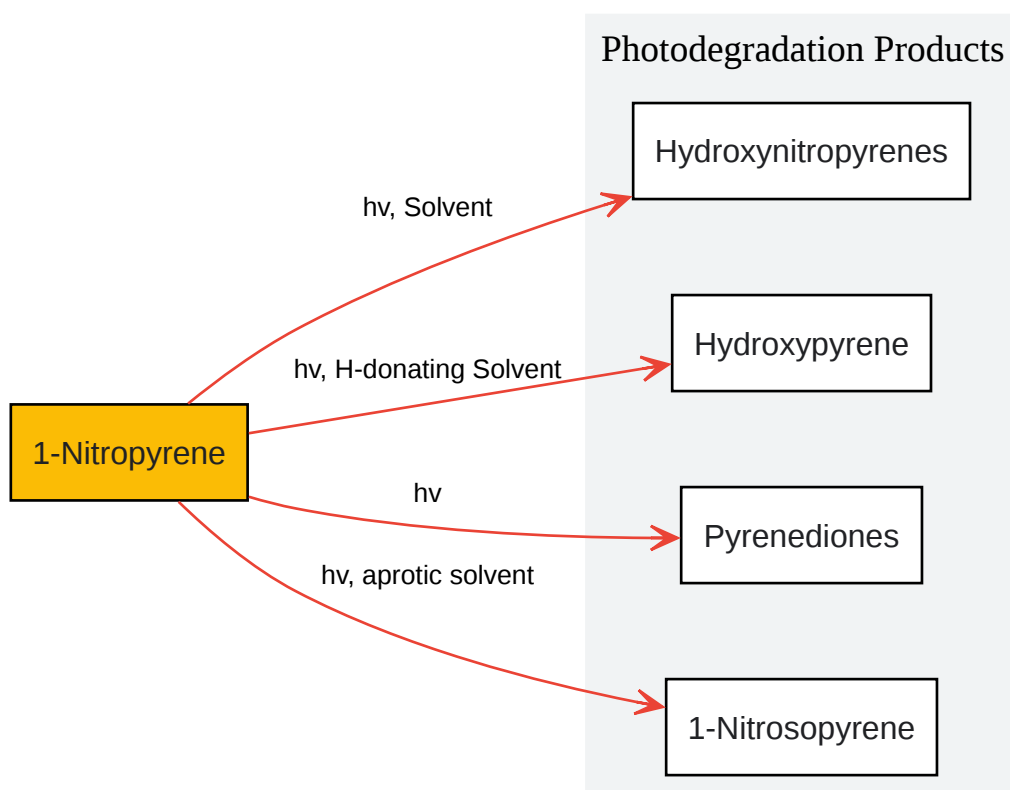 Photodegradation Products
Hydroxynitropyrenes
hv, Solvent
Hydroxypyrene
hv, H-donating Solvent
1-Nitropyrene
hv
Pyrenediones
hv, aprotic solvent
1-Nitrosopyrene